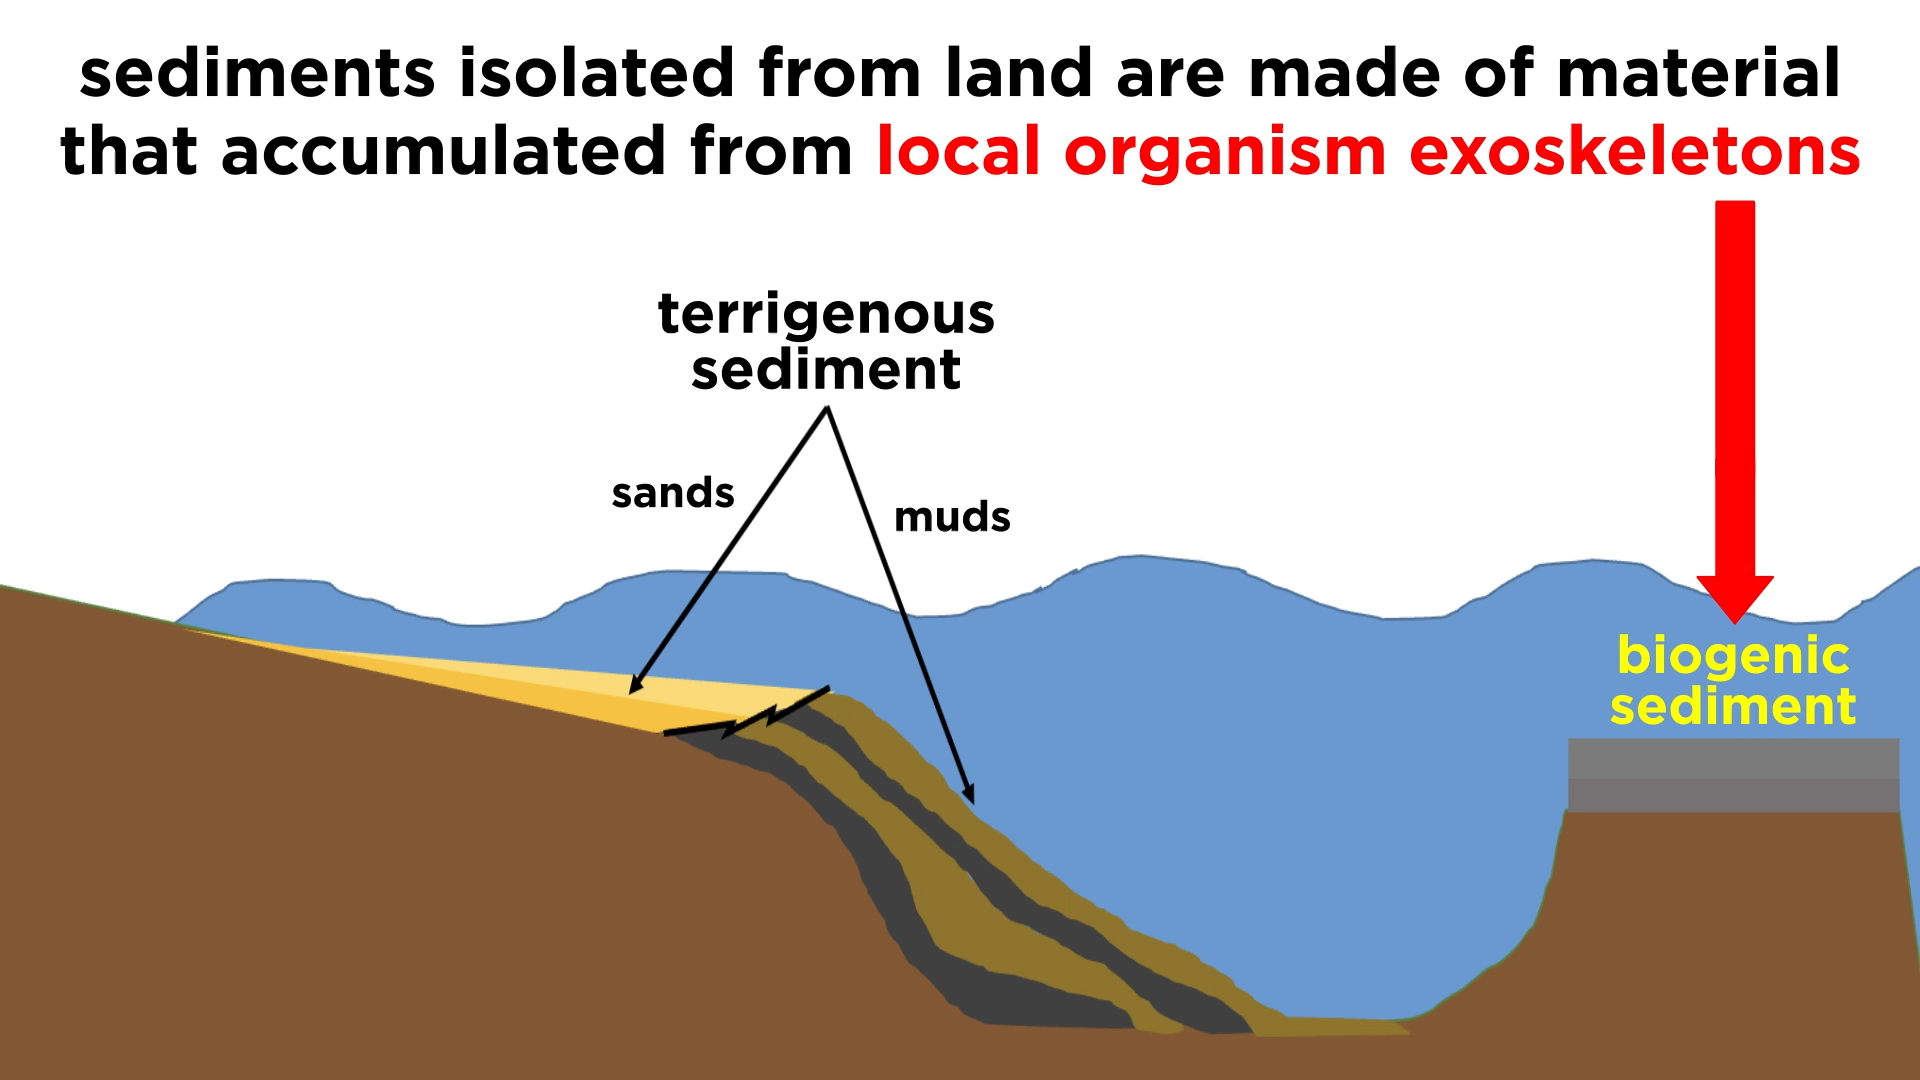 sediments isolated from land are made of material
that accumulated from local organism exoskeletons
terrigenous
sediment
sands
muds
biogenic
sediment